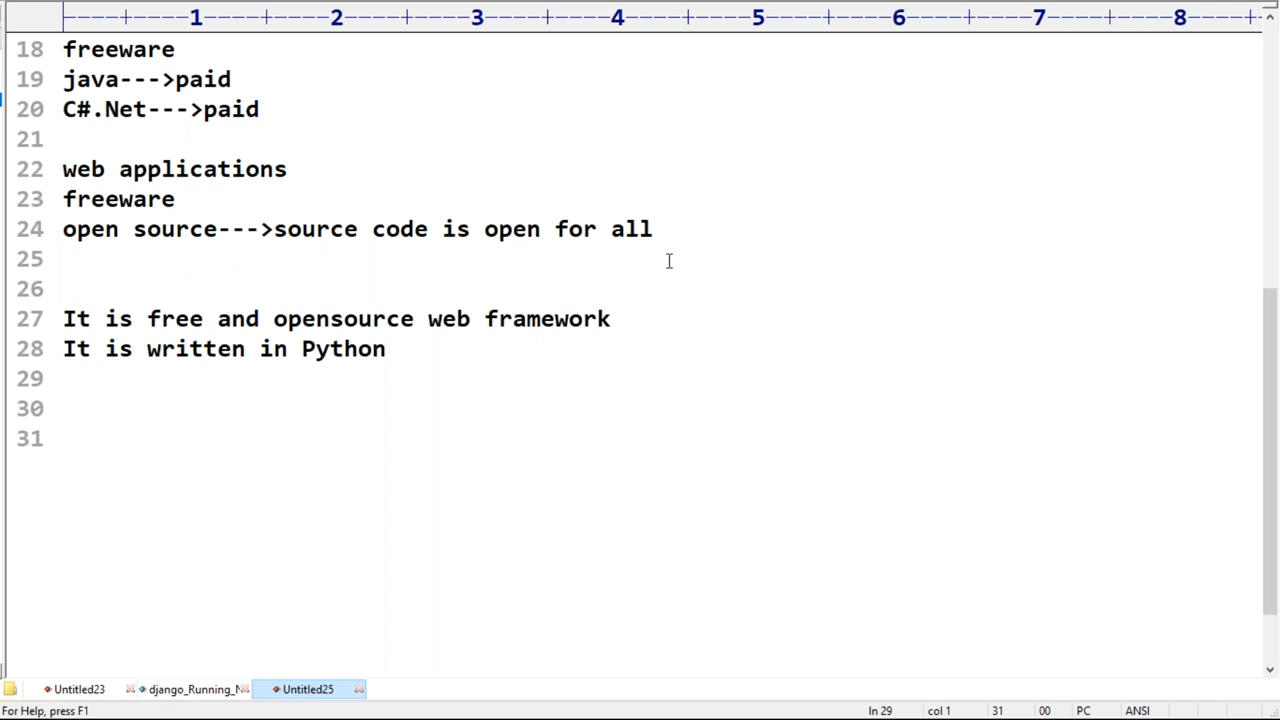 1 2 3 4 5 6 7 8
18 freeware
19 java--->paid
20 C#.Net--->paid
21
22 web applications
23 freeware
24 open source--->source code is open for all
25
26
27 It is free and opensource web framework
28 It is written in Python
29
30
31
Untitled23 django_Running_N Untitled25
For Help, press F1 ln 29 col 1 31 00 PC ANSI